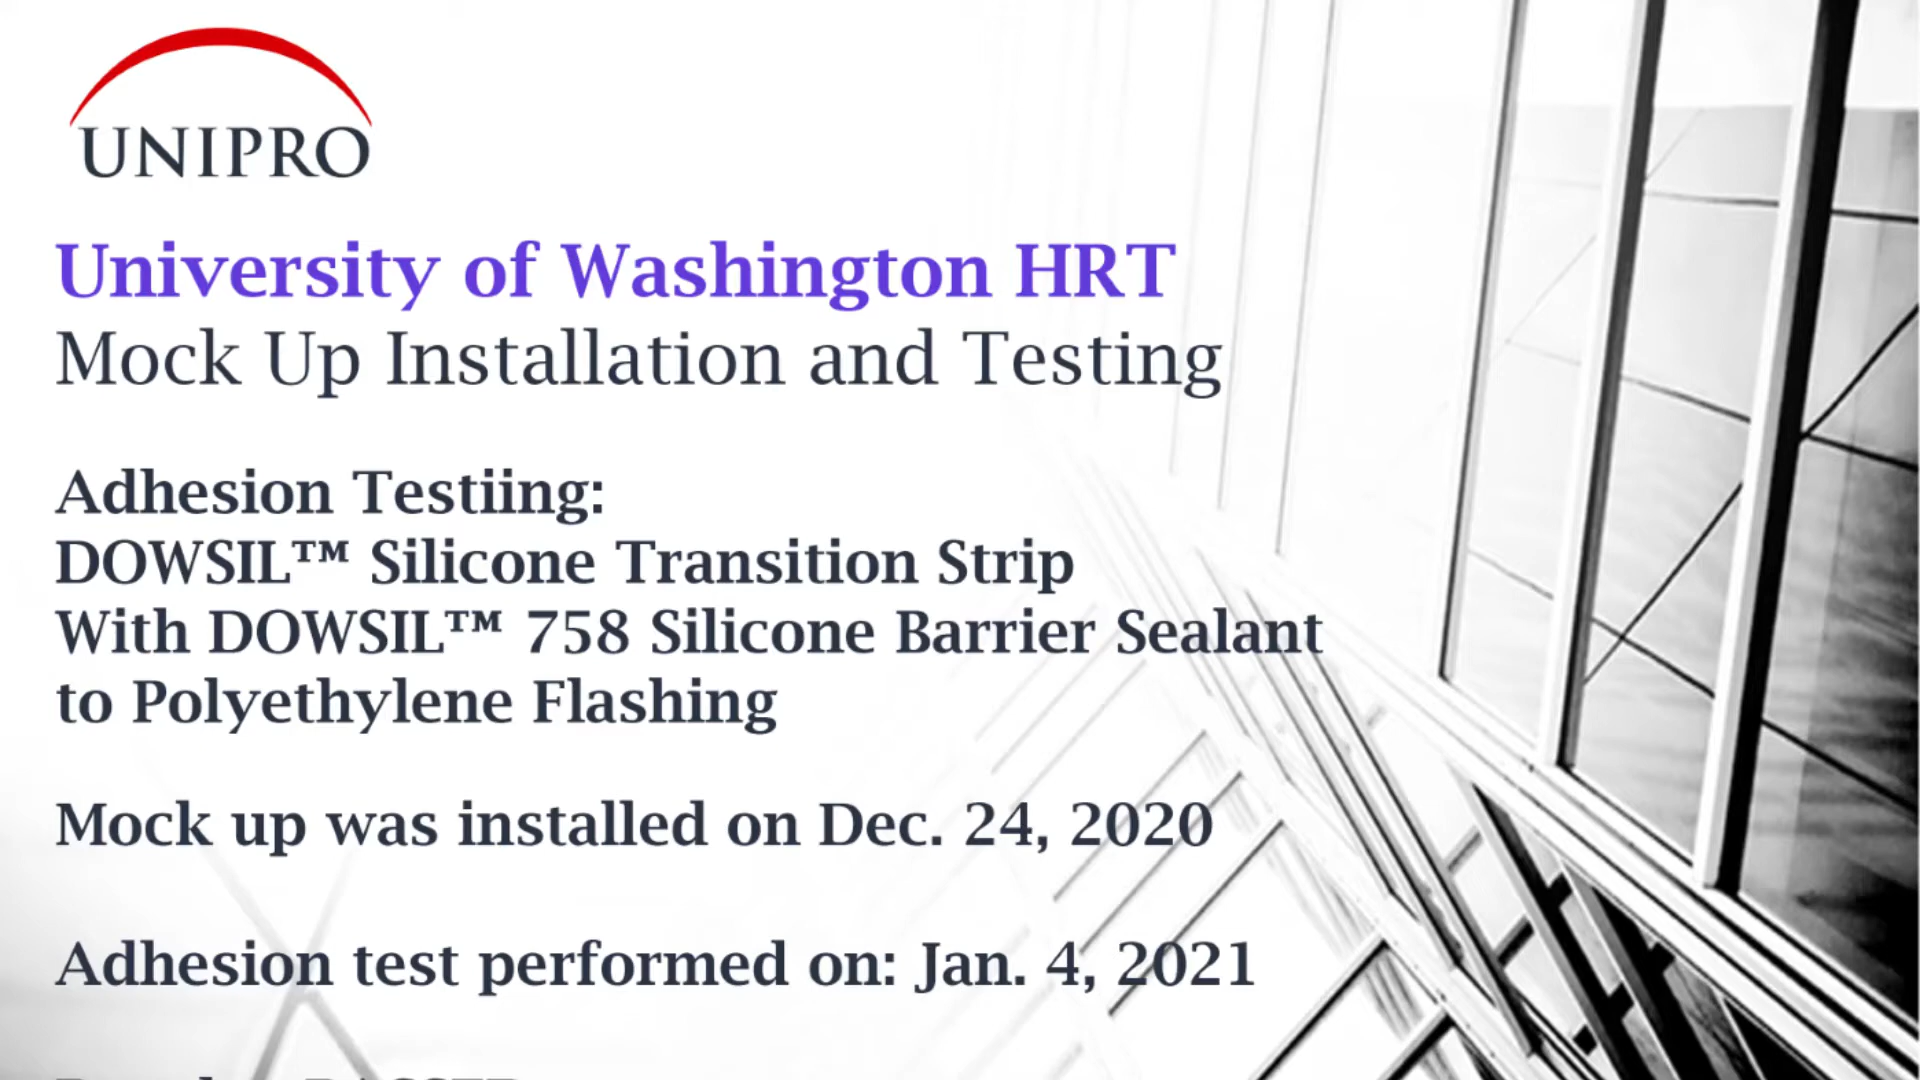 UNIPRO
University of Washington HRT
Mock Up Installation and Testing
Adhesion Testiing:
DOWSIL™ Silicone Transition Strip
With DOWSIL™ 758 Silicone Barrier Sealant
to Polyethylene Flashing
Mock up was installed on Dec. 24, 2020
Adhesion test performed on: Jan. 4, 2021